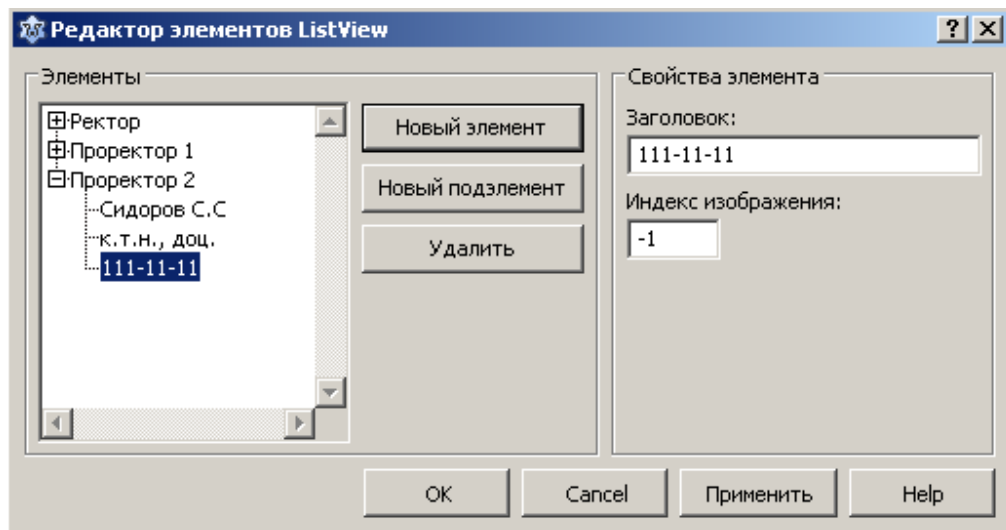 Редактор элементов ListView
Элементы
Ректор
Проректор 1
Проректор 2
Сидоров С.С
к.т.н., доц.
111-11-11
Новый элемент
Новый подэлемент
Удалить
Свойства элемента
Заголовок:
111-11-11
Индекс изображения:
-1
OK
Cancel
Применить
Help